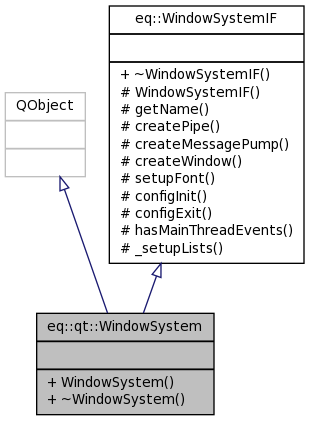 eq::WindowSystemIF
+ ~WindowSystemIF()
# WindowSystemIF()
# getName()
# createPipe()
# createMessagePump()
# createWindow()
# setupFont()
# configInit()
# configExit()
# hasMainThreadEvents()
# _setupLists()
QObject
eq::qt::WindowSystem
+ WindowSystem()
+ ~WindowSystem()